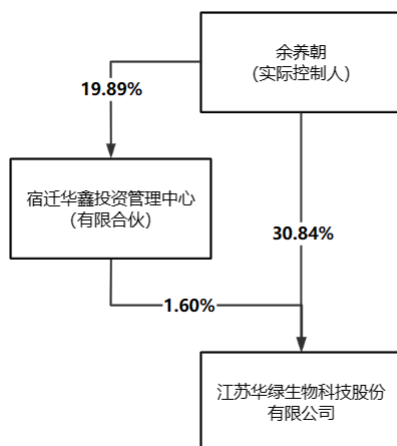 余养朝
（实际控制人）
19.89%
宿迁华鑫投资管理中心
（有限合伙）
30.84%
1.60%
江苏华绿生物科技股份
有限公司